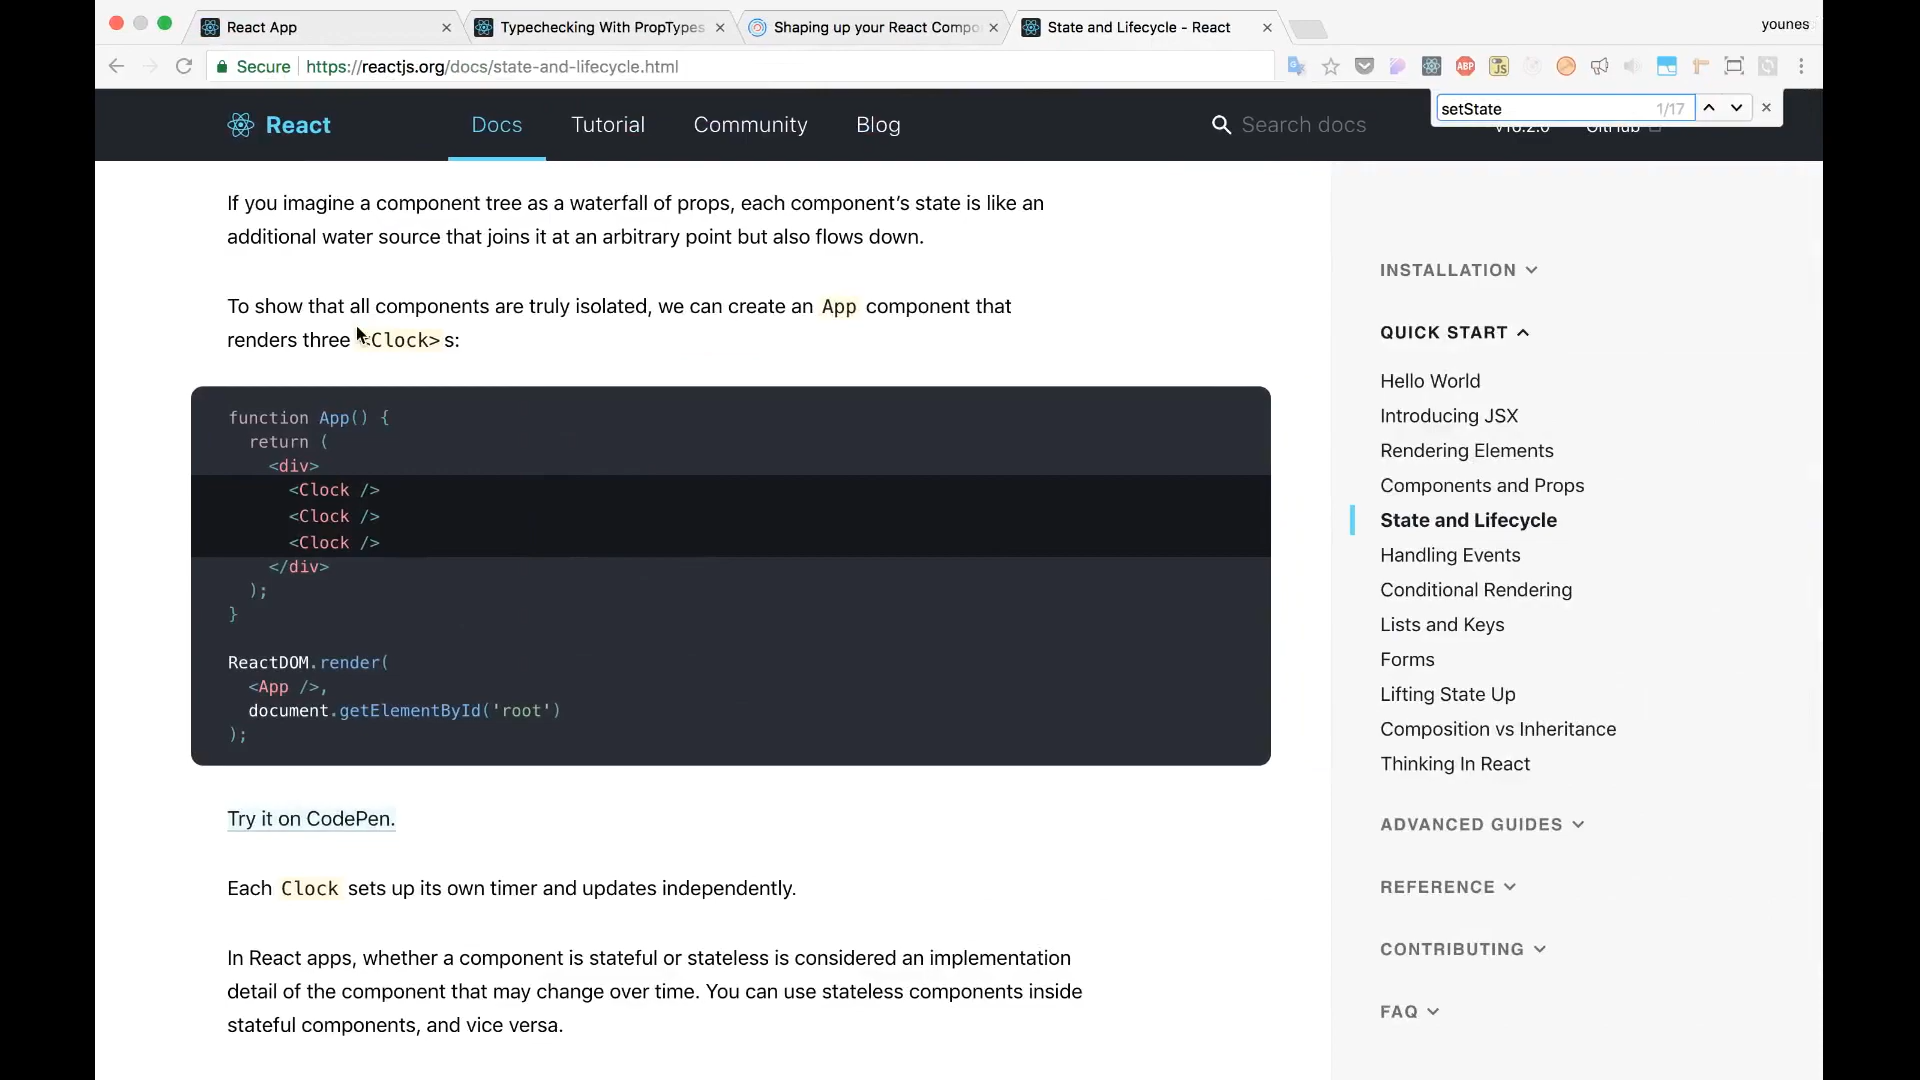 React App
Typechecking With PropTypes
Shaping up your React Compo
State and Lifecycle - React
younes
Secure
https://reactjs.org/docs/state-and-lifecycle.html
ABP
JS
setState
1/17
React
Docs
Tutorial
Community
Blog
Search docs
v16.2.0
GitHub
If you imagine a component tree as a waterfall of props, each component’s state is like an
additional water source that joins it at an arbitrary point but also flows down.
To show that all components are truly isolated, we can create an App component that
renders three <Clock> s:
function App() {
  return (
    <div>
      <Clock />
      <Clock />
      <Clock />
    </div>
  );
}
ReactDOM.render(
  <App />,
  document.getElementById('root')
);
Try it on CodePen.
Each Clock sets up its own timer and updates independently.
In React apps, whether a component is stateful or stateless is considered an implementation
detail of the component that may change over time. You can use stateless components inside
stateful components, and vice versa.
INSTALLATION
QUICK START
Hello World
Introducing JSX
Rendering Elements
Components and Props
State and Lifecycle
Handling Events
Conditional Rendering
Lists and Keys
Forms
Lifting State Up
Composition vs Inheritance
Thinking In React
ADVANCED GUIDES
REFERENCE
CONTRIBUTING
FAQ